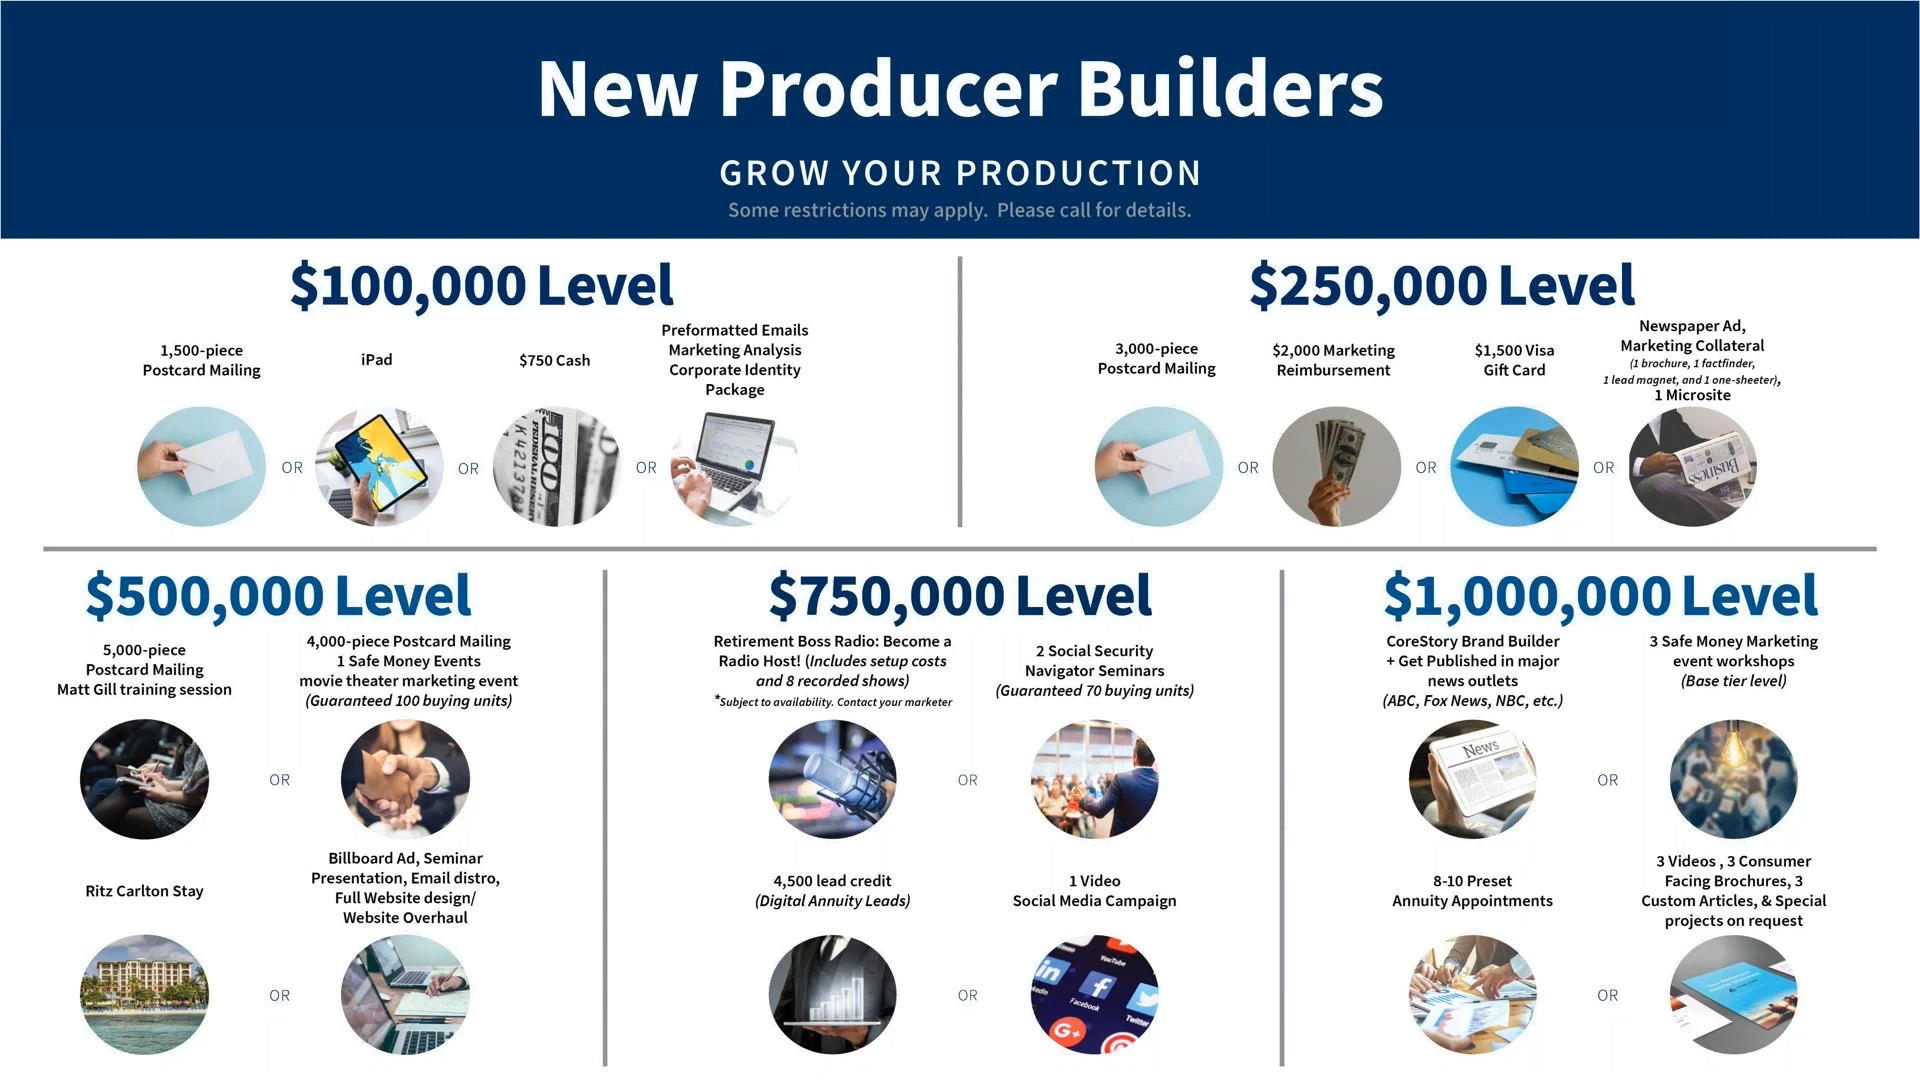 New Producer Builders
GROW YOUR PRODUCTION
Some restrictions may apply. Please call for details.
$100,000 Level
1,500-piece
Postcard Mailing
OR
iPad
OR
$750 Cash
OR
Preformatted Emails
Marketing Analysis
Corporate Identity
Package
$250,000 Level
3,000-piece
Postcard Mailing
OR
$2,000 Marketing
Reimbursement
OR
$1,500 Visa
Gift Card
OR
Newspaper Ad,
Marketing Collateral
(1 brochure, 1 factfinder,
1 lead magnet, and 1 one-sheeter),
1 Microsite
Business
$500,000 Level
5,000-piece
Postcard Mailing
Matt Gill training session
OR
4,000-piece Postcard Mailing
1 Safe Money Events
movie theater marketing event
(Guaranteed 100 buying units)
Ritz Carlton Stay
OR
Billboard Ad, Seminar
Presentation, Email distro,
Full Website design/
Website Overhaul
$750,000 Level
Retirement Boss Radio: Become a
Radio Host! (Includes setup costs
and 8 recorded shows)
*Subject to availability. Contact your marketer
OR
2 Social Security
Navigator Seminars
(Guaranteed 70 buying units)
4,500 lead credit
(Digital Annuity Leads)
OR
1 Video
Social Media Campaign
YouTube
in
Facebook
Twitter
G+
$1,000,000 Level
CoreStory Brand Builder
+ Get Published in major
news outlets
(ABC, Fox News, NBC, etc.)
News
OR
3 Safe Money Marketing
event workshops
(Base tier level)
8-10 Preset
Annuity Appointments
OR
3 Videos , 3 Consumer
Facing Brochures, 3
Custom Articles, & Special
projects on request